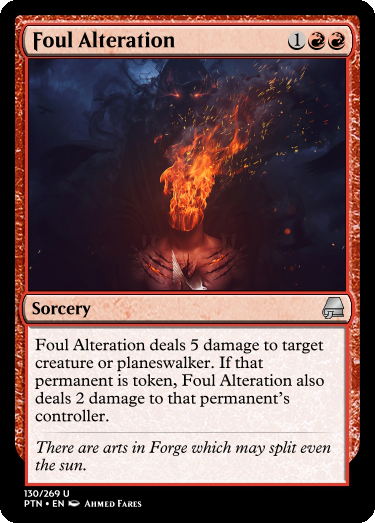 Foul Alteration 1
Sorcery
Foul Alteration deals 5 damage to target
creature or planeswalker. If that
permanent is token, Foul Alteration also
deals 2 damage to that permanent's
controller.
There are arts in Forge which may split even
the sun.
130/269 U
PTN • EN Ahmed Fares